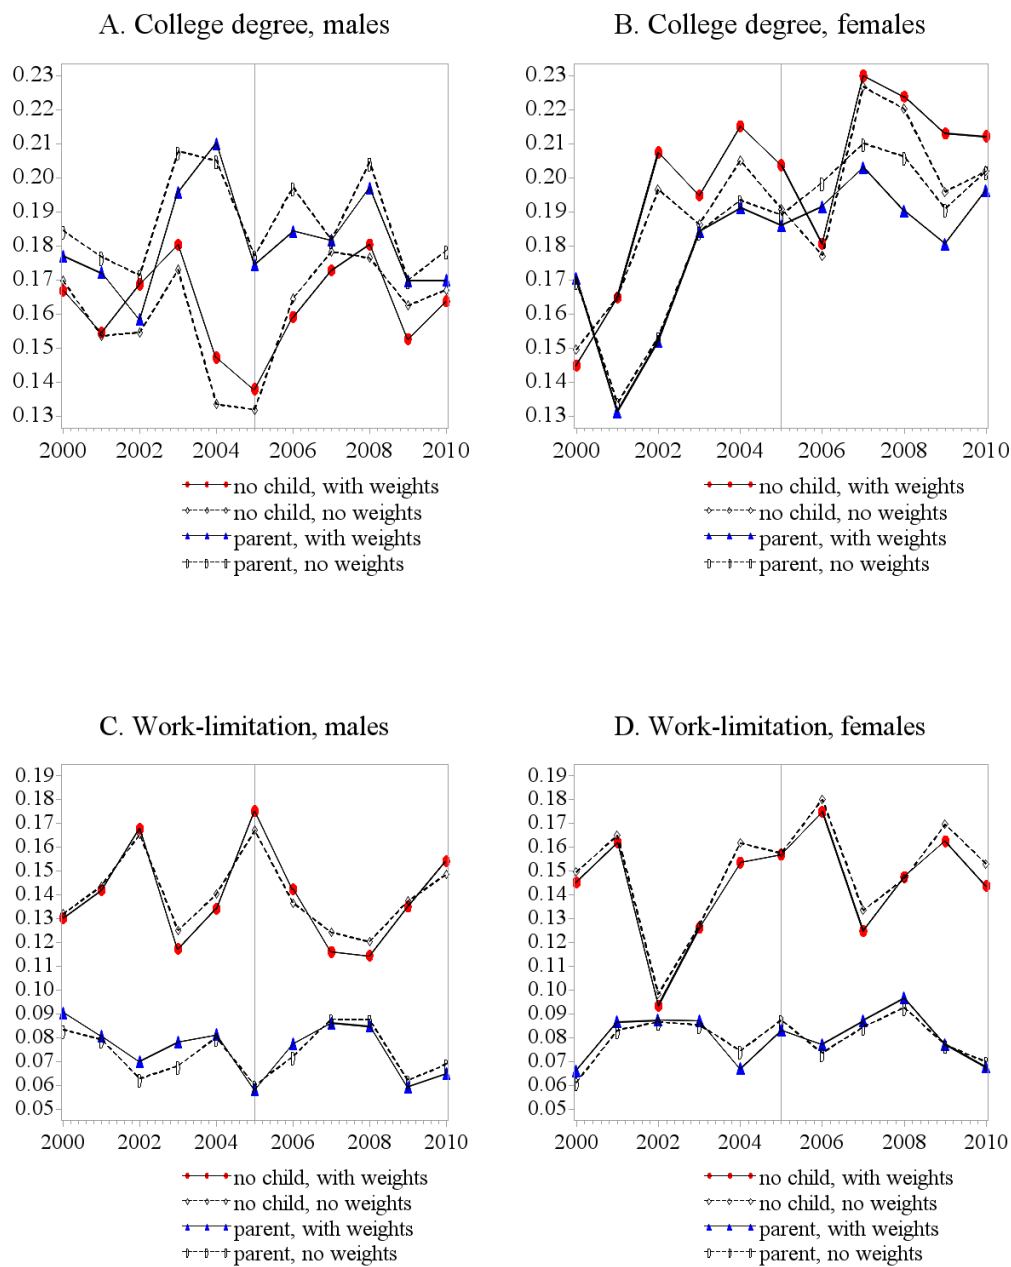 A. College degree, males
0.23
0.22
0.21
0.20
0.19
0.18
0.17
0.16
0.15
0.14
0.13
2000 2002 2004 2006 2008 2010
no child, with weights
no child, no weights
parent, with weights
parent, no weights
B. College degree, females
0.23
0.22
0.21
0.20
0.19
0.18
0.17
0.16
0.15
0.14
0.13
2000 2002 2004 2006 2008 2010
no child, with weights
no child, no weights
parent, with weights
parent, no weights
C. Work-limitation, males
0.19
0.18
0.17
0.16
0.15
0.14
0.13
0.12
0.11
0.10
0.09
0.08
0.07
0.06
0.05
2000 2002 2004 2006 2008 2010
no child, with weights
no child, no weights
parent, with weights
parent, no weights
D. Work-limitation, females
0.19
0.18
0.17
0.16
0.15
0.14
0.13
0.12
0.11
0.10
0.09
0.08
0.07
0.06
0.05
2000 2002 2004 2006 2008 2010
no child, with weights
no child, no weights
parent, with weights
parent, no weights